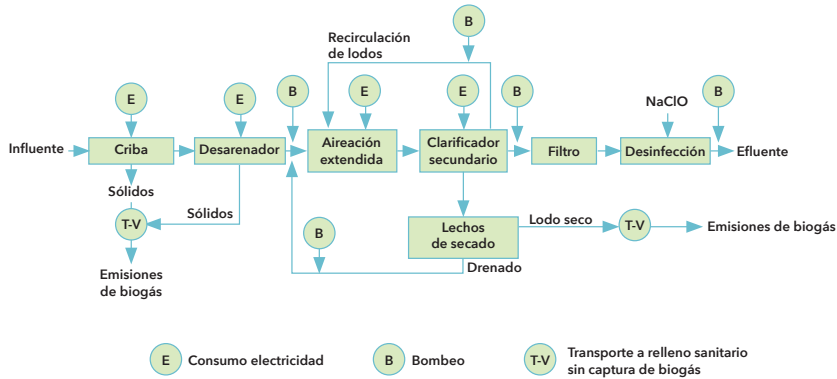 B
Recirculación
de lodos
E
E
B
E
E
B
NaClO
B
Influente
Criba
Desarenador
Aireación
extendida
Clarificador
secundario
Filtro
Desinfección
Efluente
Sólidos
Sólidos
T-V
B
Lechos
de secado
Lodo seco
T-V
Emisiones de biogás
Drenado
Emisiones
de biogás
E
Consumo electricidad
B
Bombeo
T-V
Transporte a relleno sanitario
sin captura de biogás